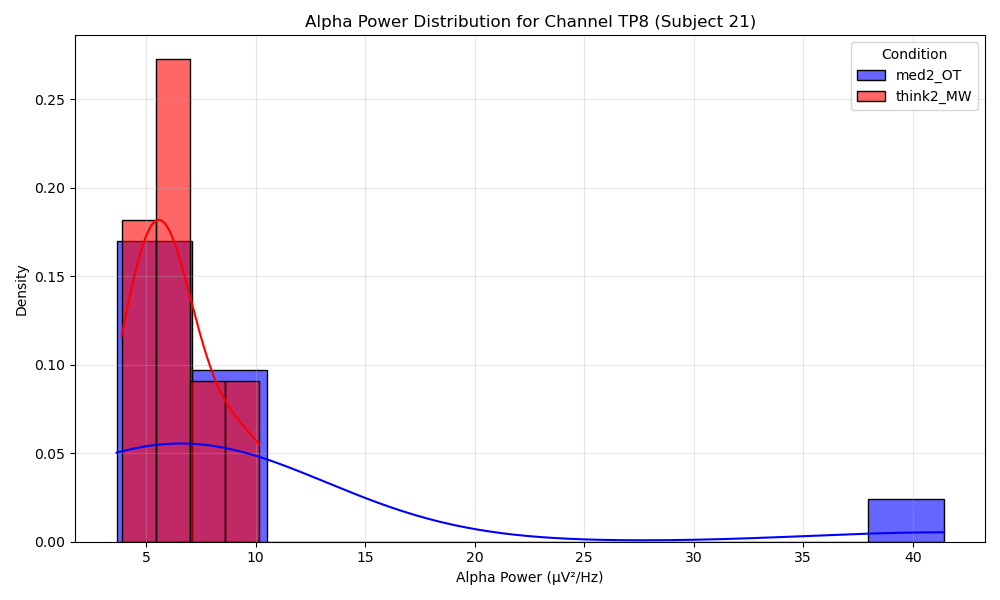 Alpha Power Distribution for Channel TP8 (Subject 21)
Condition
med2_OT
think2_MW
Density
0.25
0.20
0.15
0.10
0.05
0.00
5 10 15 20 25 30 35 40
Alpha Power (µV²/Hz)